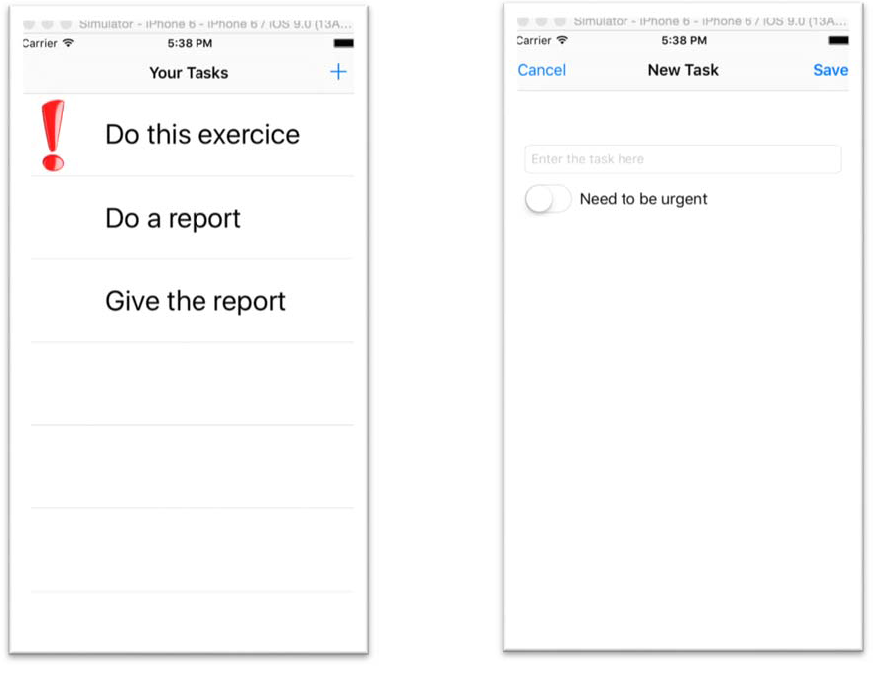 Simulator - iPhone 6 - iPhone 6 / iOS 9.0 (13A...
Carrier 5:38 PM
Your Tasks +
Do this exercice
Do a report
Give the report
Simulator - iPhone 6 - iPhone 6 / iOS 9.0 (13A...
Carrier 5:38 PM
Cancel New Task Save
Enter the task here
Need to be urgent